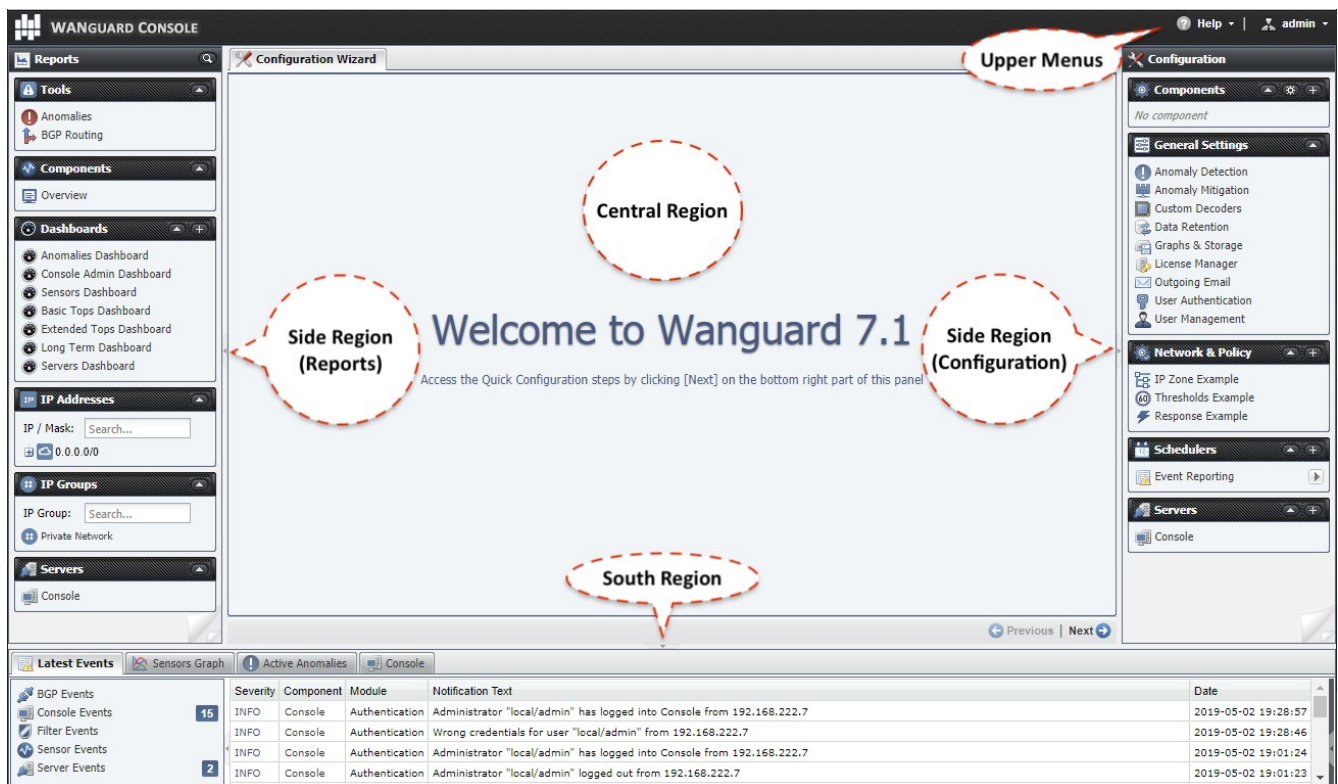 WANGUARD CONSOLE
Help
admin
Reports
Tools
Anomalies
BGP Routing
Components
Overview
Dashboards
Anomalies Dashboard
Console Admin Dashboard
Sensors Dashboard
Basic Tops Dashboard
Extended Tops Dashboard
Long Term Dashboard
Servers Dashboard
IP IP Addresses
IP / Mask: Search...
0.0.0.0/0
IP Groups
IP Group: Search...
Private Network
Servers
Console
Configuration Wizard
Upper Menus
Central Region
Side Region
(Reports)
Welcome to Wanguard 7.1
Access the Quick Configuration steps by clicking [Next] on the bottom right part of this panel
Side Region
(Configuration)
South Region
Previous | Next
Configuration
Components
No component
General Settings
Anomaly Detection
Anomaly Mitigation
Custom Decoders
Data Retention
Graphs & Storage
License Manager
Outgoing Email
User Authentication
User Management
Network & Policy
IP Zone Example
60 Thresholds Example
Response Example
Schedulers
Event Reporting
Servers
Console
Latest Events
Sensors Graph
Active Anomalies
Console
BGP Events
Console Events 15
Filter Events
Sensor Events
Server Events 2
Severity Component Module Notification Text Date
INFO Console Authentication Administrator "local/admin" has logged into Console from 192.168.222.7 2019-05-02 19:28:57
INFO Console Authentication Wrong credentials for user "local/admin" from 192.168.222.7 2019-05-02 19:28:46
INFO Console Authentication Administrator "local/admin" has logged into Console from 192.168.222.7 2019-05-02 19:01:24
INFO Console Authentication Administrator "local/admin" logged out from 192.168.222.7 2019-05-02 19:01:23